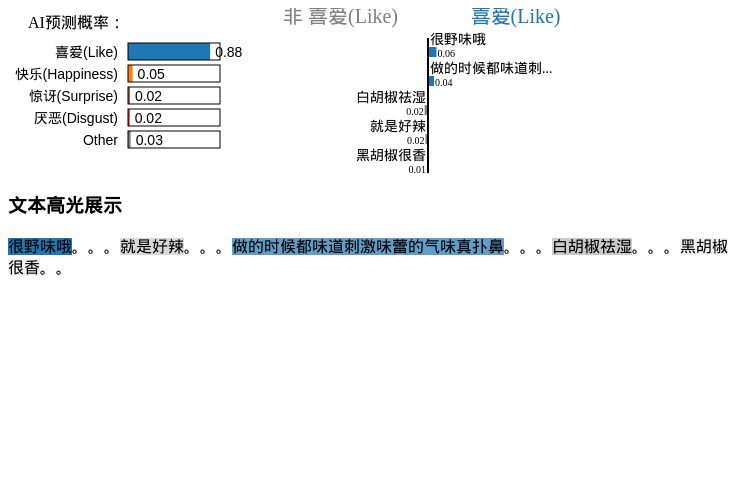 AI预测概率：
喜爱(Like) 0.88
快乐(Happiness) 0.05
惊讶(Surprise) 0.02
厌恶(Disgust) 0.02
Other 0.03
非 喜爱(Like) 喜爱(Like)
很野味哦
0.06
做的时候都味道刺...
0.04
白胡椒祛湿
0.02
就是好辣
0.02
黑胡椒很香
0.01
文本高光展示
很野味哦。。。就是好辣。。。做的时候都味道刺激味蕾的气味真扑鼻。。。白胡椒祛湿。。。黑胡椒
很香。。